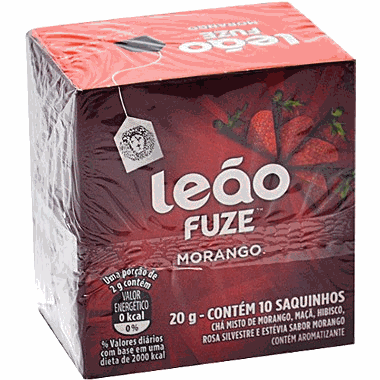 leão
FUZE
MORANGO
leão
FUZE™
MORANGO
Uma porção de
2 g contém
VALOR
ENERGÉTICO
0 kcal
0%
% Valores diários
com base em uma
dieta de 2000 kcal
20 g - CONTÉM 10 SAQUINHOS
CHÁ MISTO DE MORANGO, MAÇÃ, HIBISCO,
ROSA SILVESTRE E ESTÉVIA SABOR MORANGO
CONTÉM AROMATIZANTE